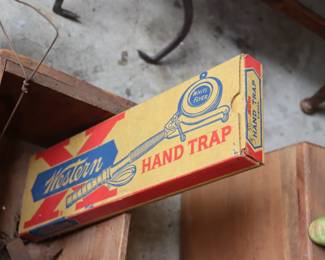 Western
WHITE
FLYER
HAND TRAP
HAND TRAP